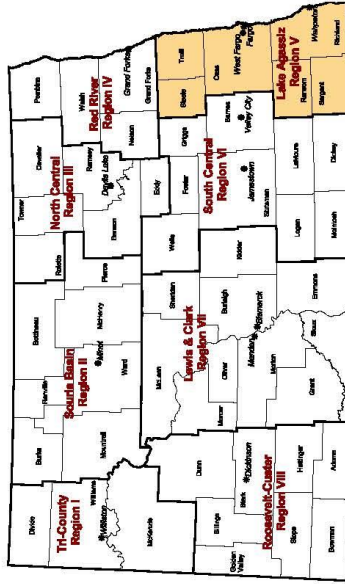 Divide
Burke
Renville
Bottineau
Rolette
Towner
Cavalier
Pembina
Tri-County
Region I
Williams
Williston
McKenzie
Mountrail
Souris Basin
Region II
Minot
Ward
McHenry
Pierce
North Central
Region III
Ramsey
Devils Lake
Benson
Walsh
Red River
Region IV
Grand Forks
Grand Forks
Nelson
Eddy
Griggs
Steele
Traill
Golden
Valley
Billings
Dunn
Stark
Dickinson
Roosevelt-Custer
Region VIII
Slope
Hettinger
Bowman
Adams
McLean
Sheridan
Wells
Foster
Lewis & Clark
Region VII
Mercer
Oliver
Burleigh
Kidder
Mandan
Bismarck
Morton
Grant
Sioux
Emmons
South Central
Region VI
Stutsman
Jamestown
Barnes
Valley City
Logan
LaMoure
McIntosh
Dickey
Cass
West Fargo
Fargo
Lake Agassiz
Region V
Ransom
Sargent
Richland
Wahpeton